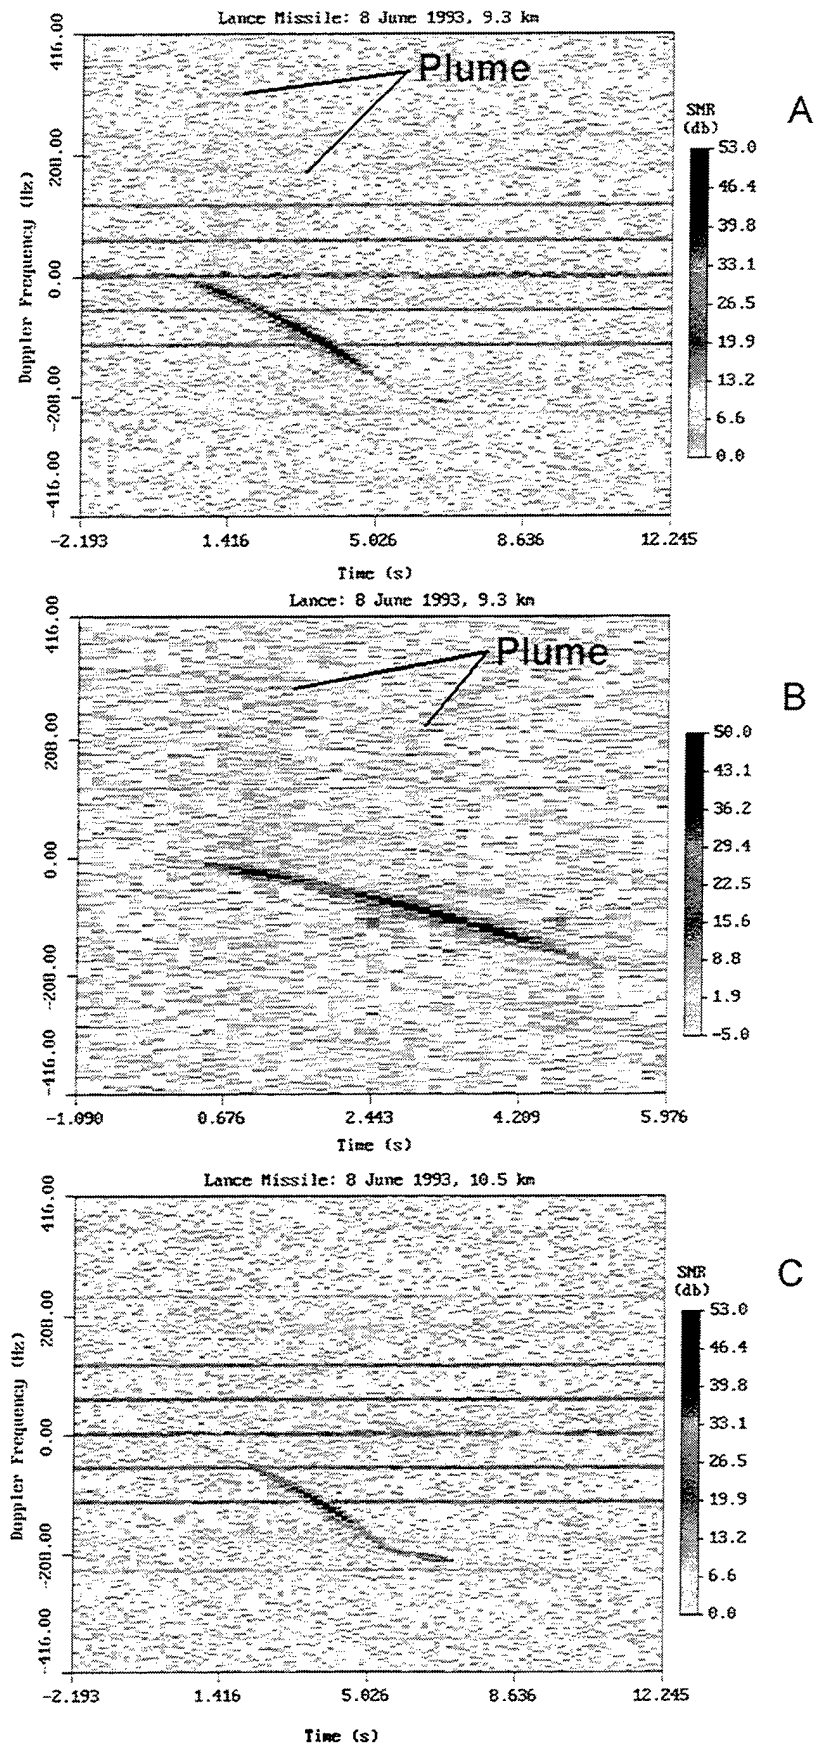 Lance Missile: 8 June 1993, 9.3 km
Plume
A
SNR
(db)
53.0
46.4
39.8
33.1
26.5
19.9
13.2
6.6
0.0
416.00
208.00
0.00
-208.00
-416.00
Doppler Frequency (Hz)
-2.193 1.416 5.026 8.636 12.245
Time (s)
Lance: 8 June 1993, 9.3 km
Plume
B
50.0
43.1
36.2
29.4
22.5
15.6
8.8
1.9
-5.0
416.00
208.00
0.00
-208.00
-416.00
-1.090 0.676 2.443 4.209 5.976
Time (s)
Lance Missile: 8 June 1993, 10.5 km
C
SNR
(db)
53.0
46.4
39.8
33.1
26.5
19.9
13.2
6.6
0.0
416.00
208.00
0.00
-208.00
-416.00
Doppler Frequency (Hz)
-2.193 1.416 5.026 8.636 12.245
Time (s)